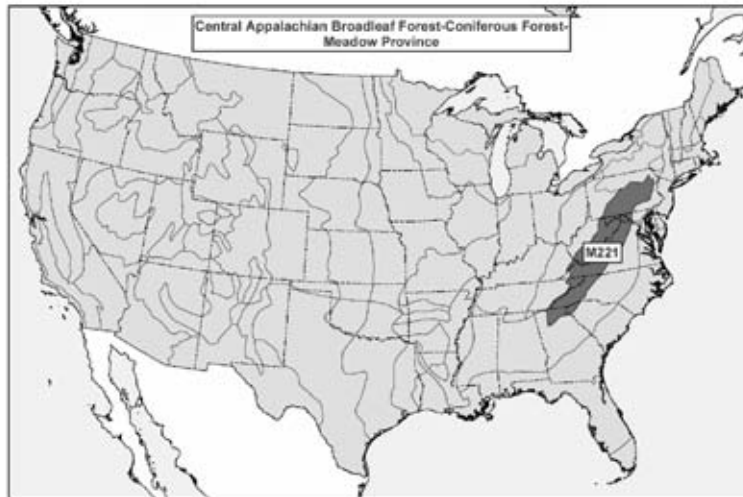 Central Appalachian Broadleaf Forest-Coniferous Forest-
Meadow Province
M221